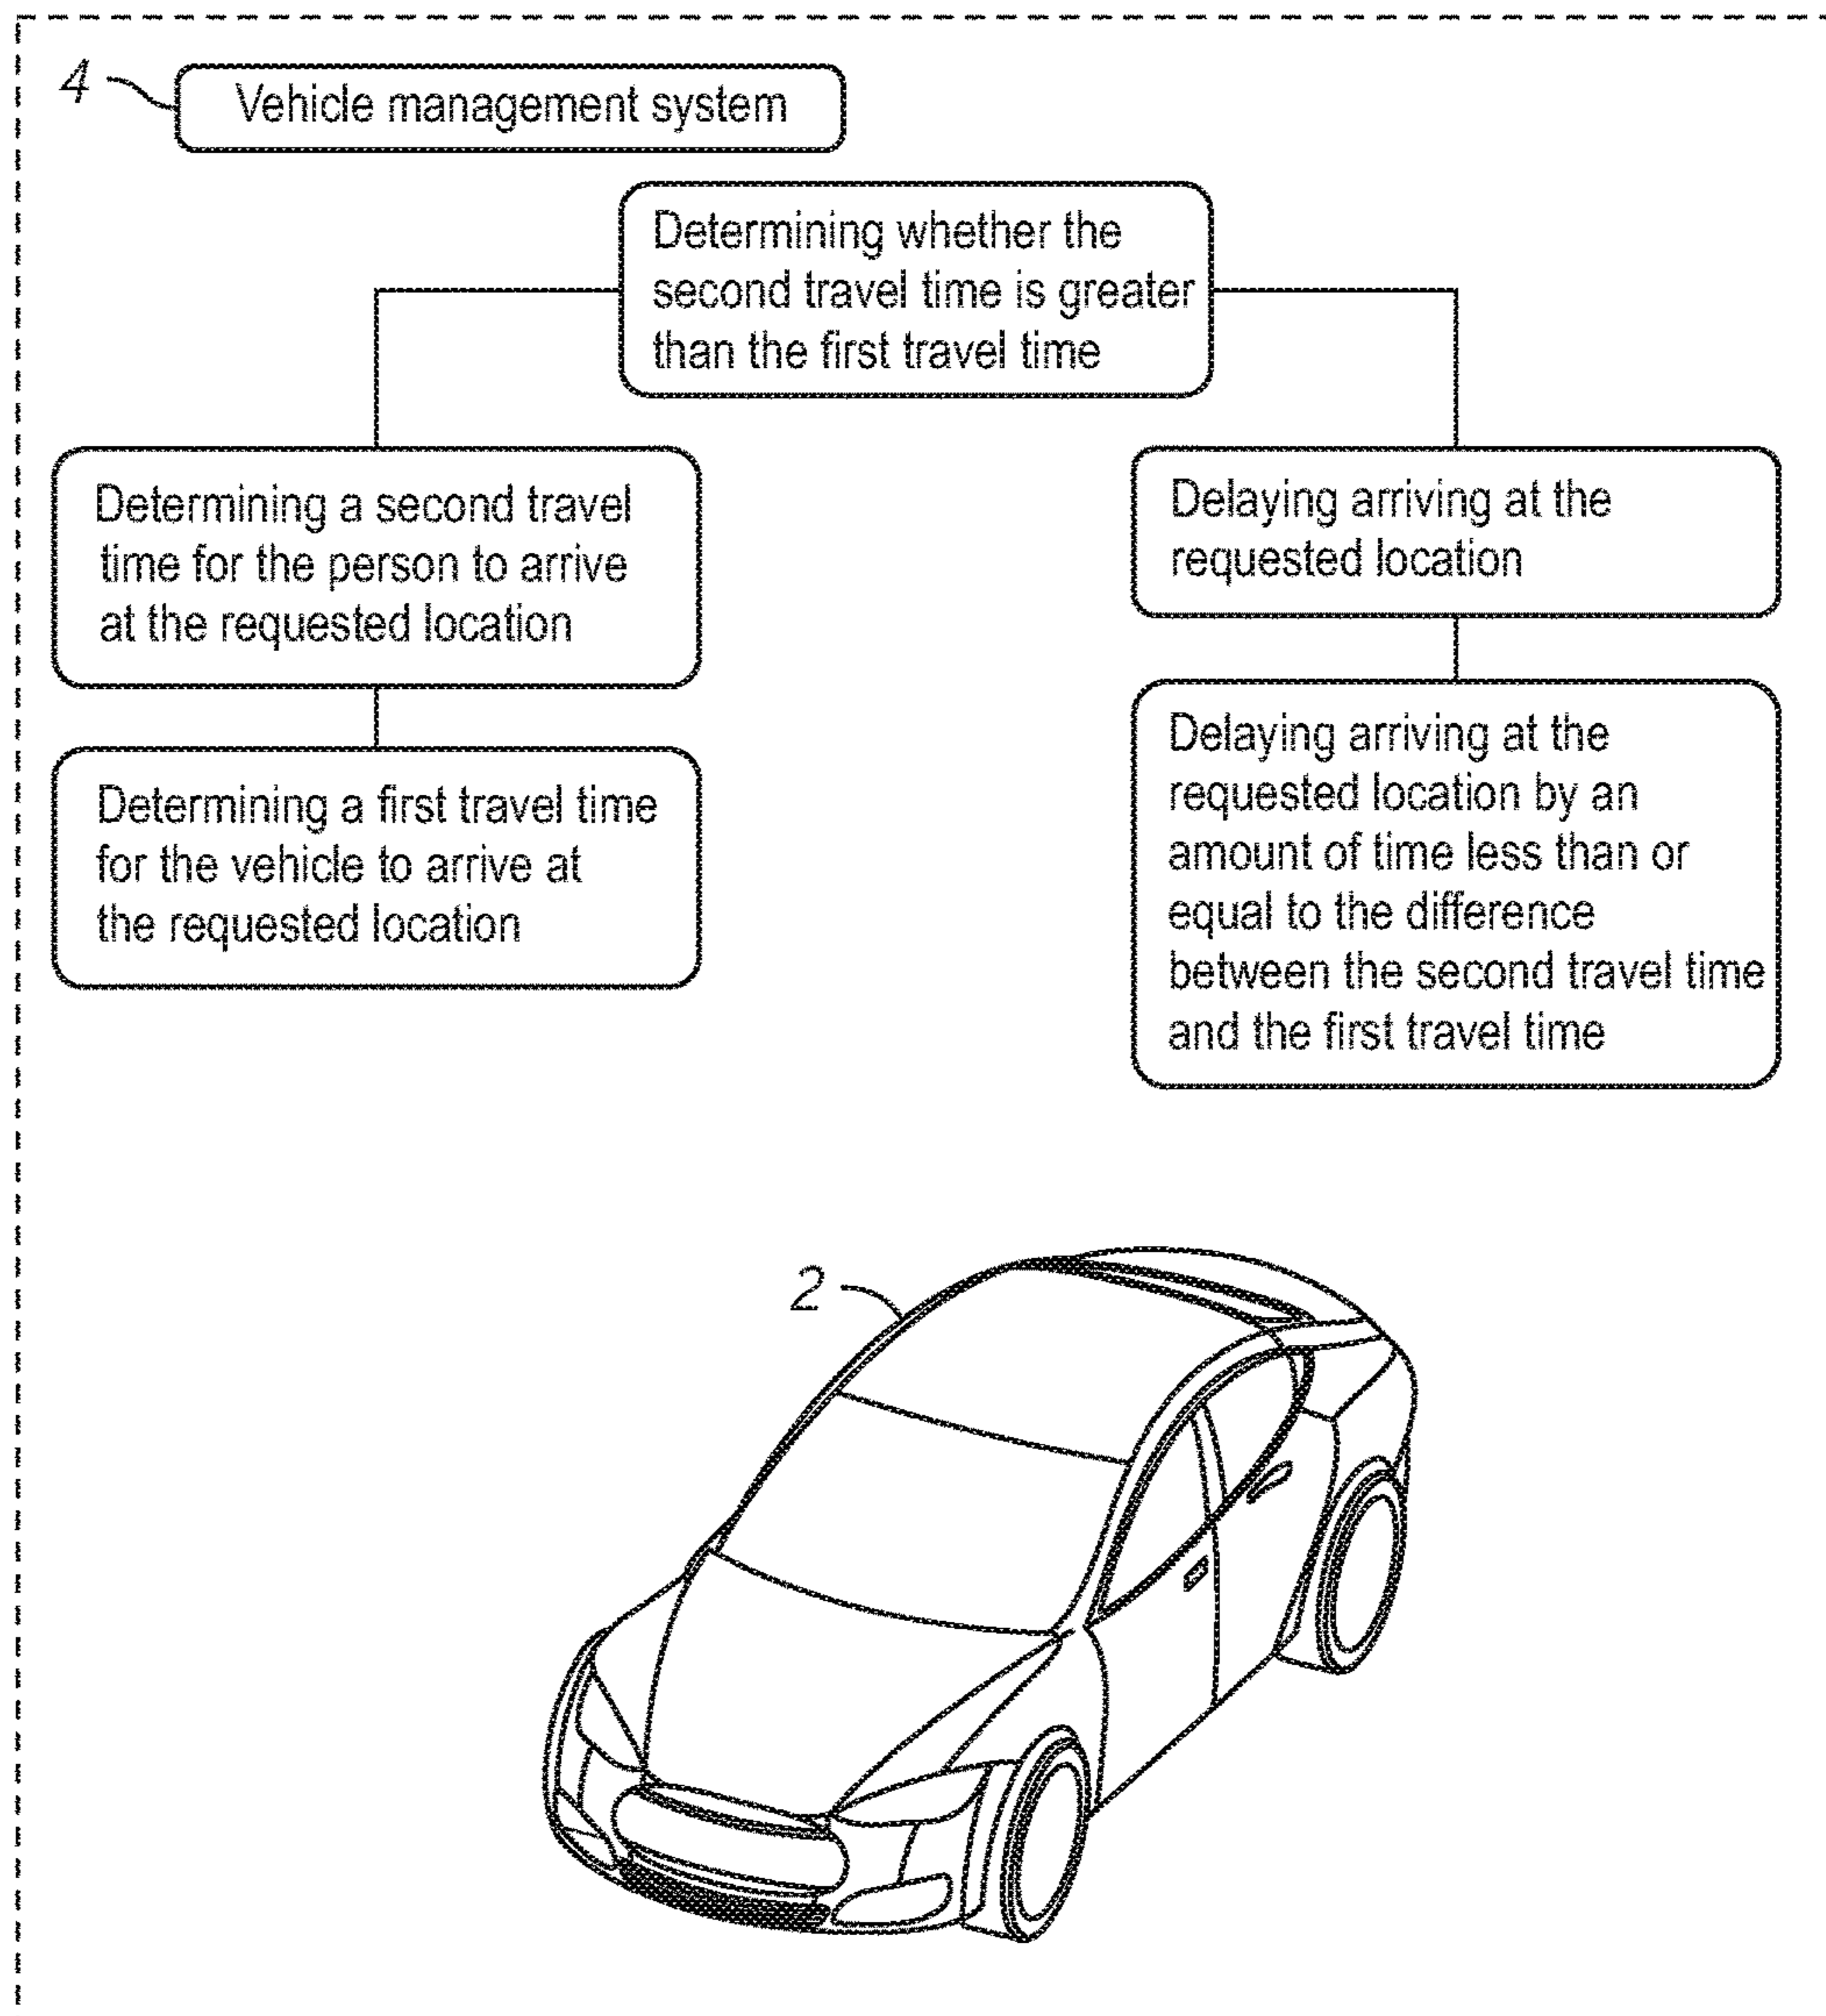 4
Vehicle management system
Determining whether the
second travel time is greater
than the first travel time
Determining a second travel
time for the person to arrive
at the requested location
Determining a first travel time
for the vehicle to arrive at
the requested location
Delaying arriving at the
requested location
Delaying arriving at the
requested location by an
amount of time less than or
equal to the difference
between the second travel time
and the first travel time
2